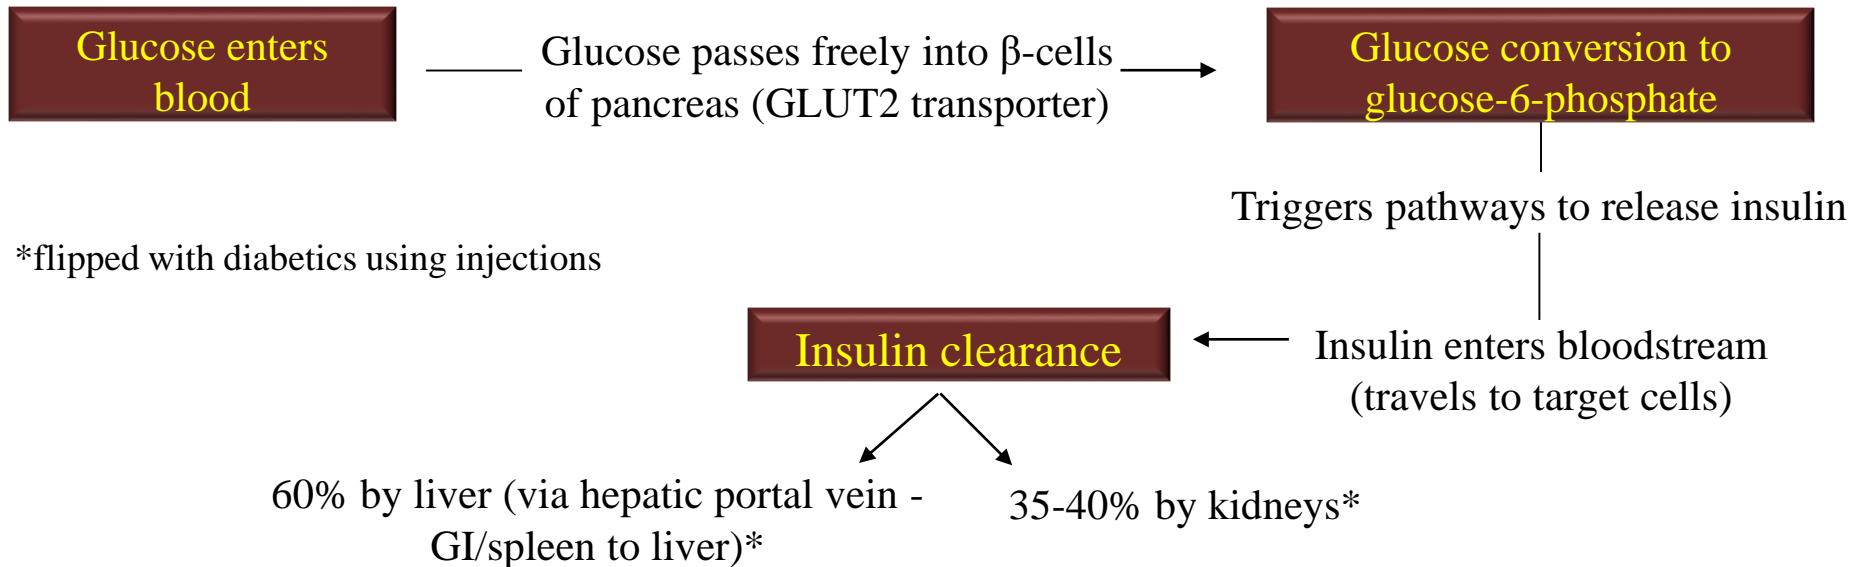 Glucose enters
blood
Glucose passes freely into β-cells
of pancreas (GLUT2 transporter)
Glucose conversion to
glucose-6-phosphate
Triggers pathways to release insulin
*flipped with diabetics using injections
Insulin enters bloodstream
(travels to target cells)
Insulin clearance
60% by liver (via hepatic portal vein -
GI/spleen to liver)*
35-40% by kidneys*